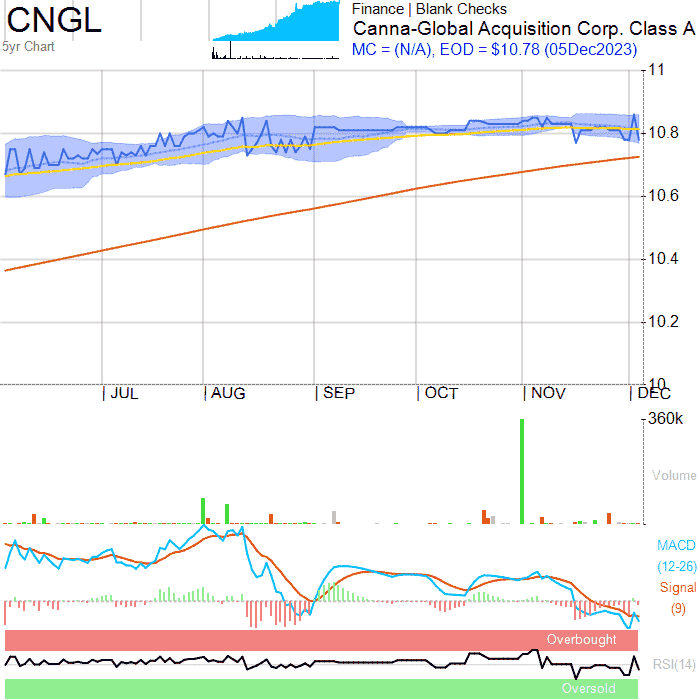 CNGL
5yr Chart
Finance | Blank Checks
Canna-Global Acquisition Corp. Class A
MC = (N/A), EOD = $10.78 (05Dec2023)
11
10.8
10.6
10.4
10.2
10
JUL AUG SEP OCT NOV DEC
360k
Volume
MACD
(12-26)
Signal
(9)
Overbought
RSI(14)
Oversold